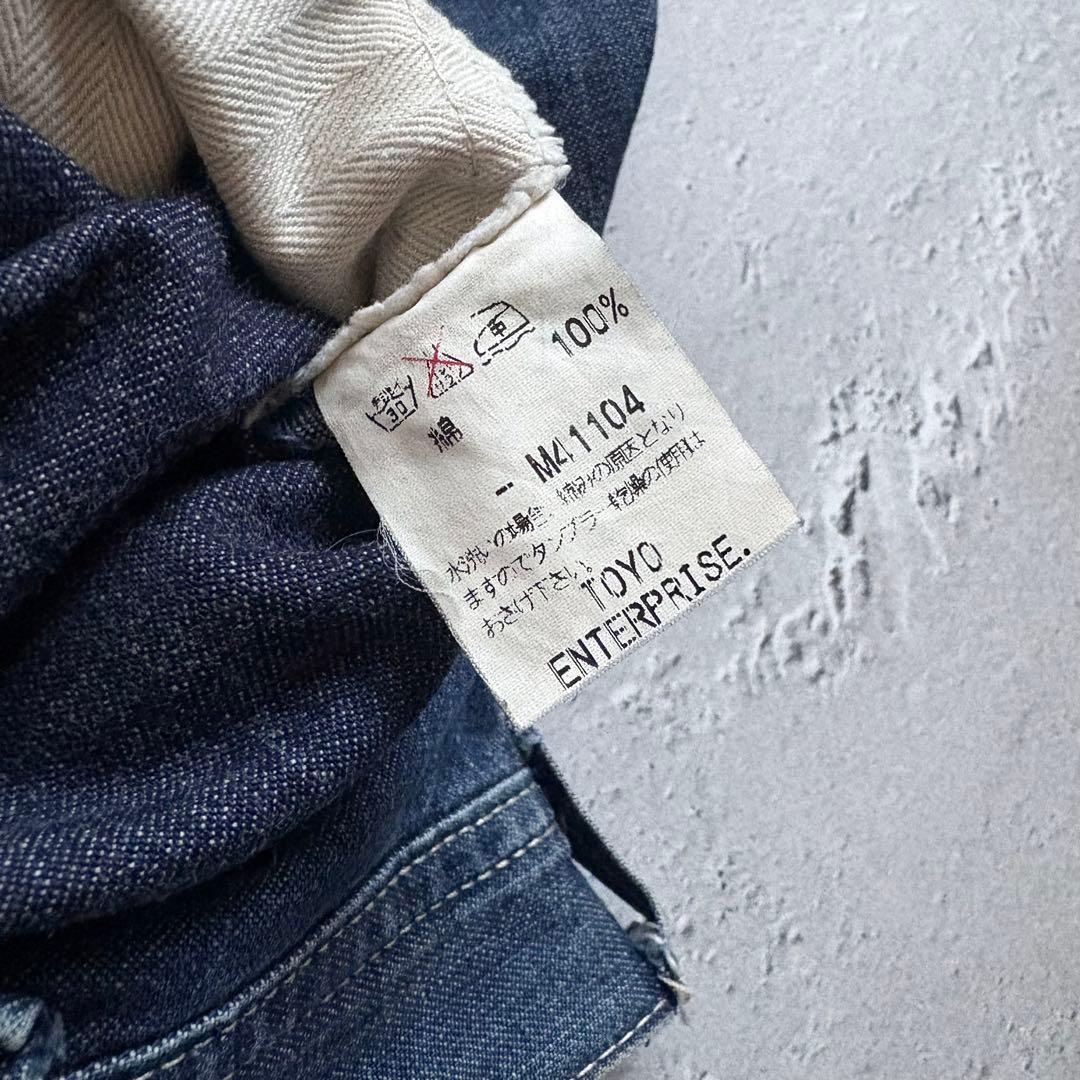 30
綿 100%
M41104
水洗いの場合、縮みの原因となり
ますのでタンブラー乾燥の使用は
おさけ下さい。
TOYO
ENTERPRISE.